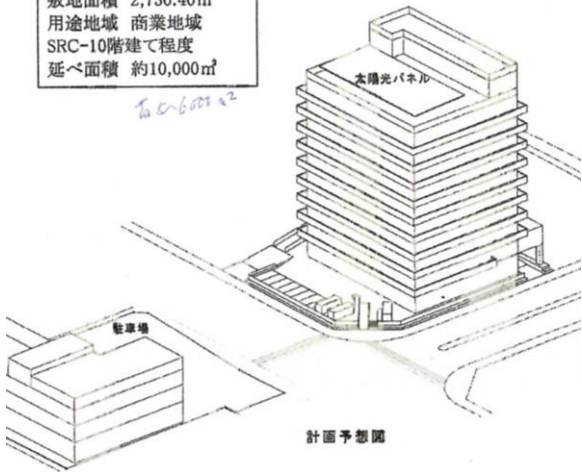 敷地面積 2,730.40㎡
用途地域 商業地域
SRC-10階建て程度
延べ面積 約10,000㎡
太陽光パネル
駐車場
計画予想図